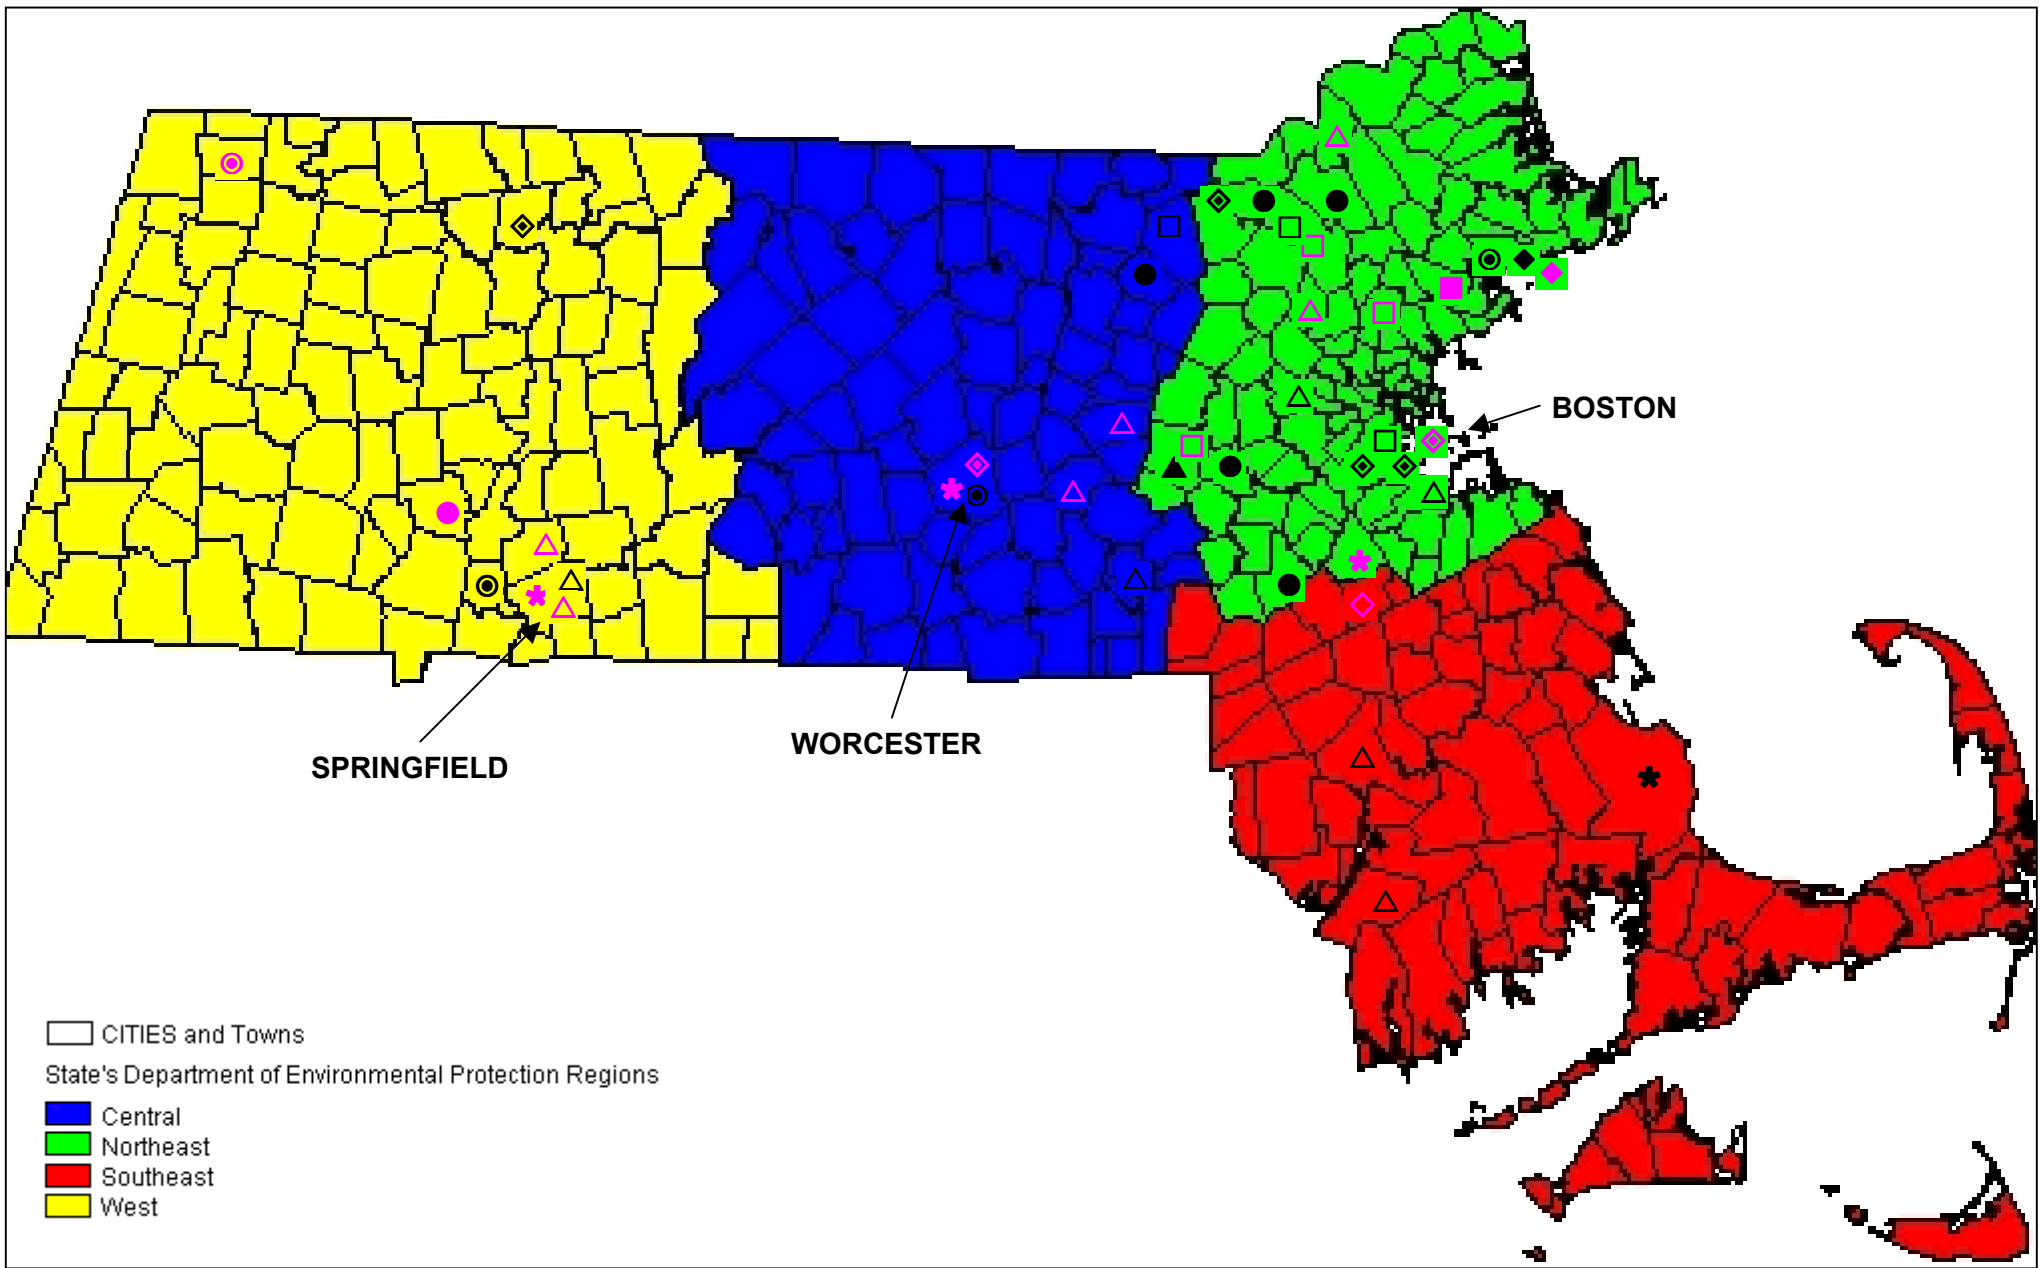 BOSTON
WORCESTER
SPRINGFIELD
CITIES and Towns
State's Department of Environmental Protection Regions
Central
Northeast
Southeast
West